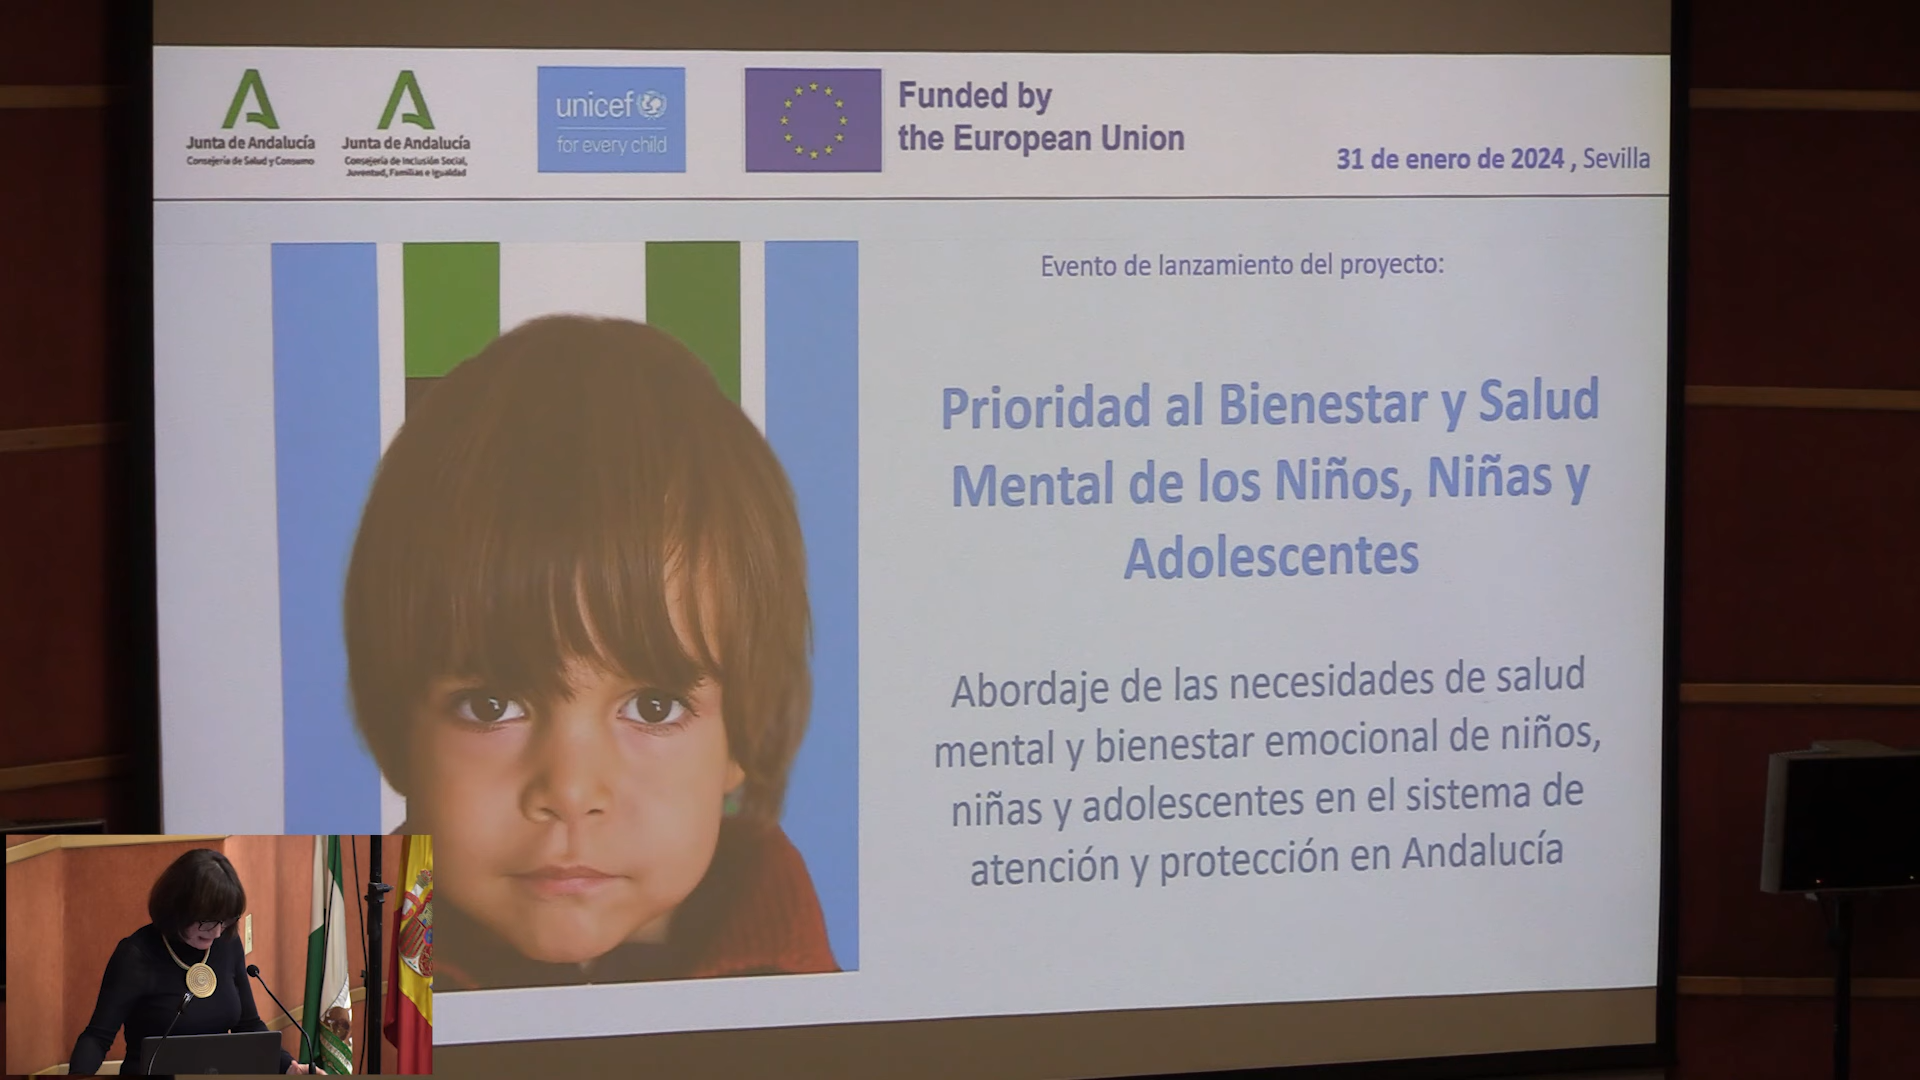 Junta de Andalucía
Consejería de Salud y Consumo
Junta de Andalucía
Consejería de Inclusión Social,
Juventud, Familias e Igualdad
unicef
for every child
Funded by
the European Union
31 de enero de 2024 , Sevilla
Evento de lanzamiento del proyecto:
Prioridad al Bienestar y Salud
Mental de los Niños, Niñas y
Adolescentes
Abordaje de las necesidades de salud
mental y bienestar emocional de niños,
niñas y adolescentes en el sistema de
atención y protección en Andalucía